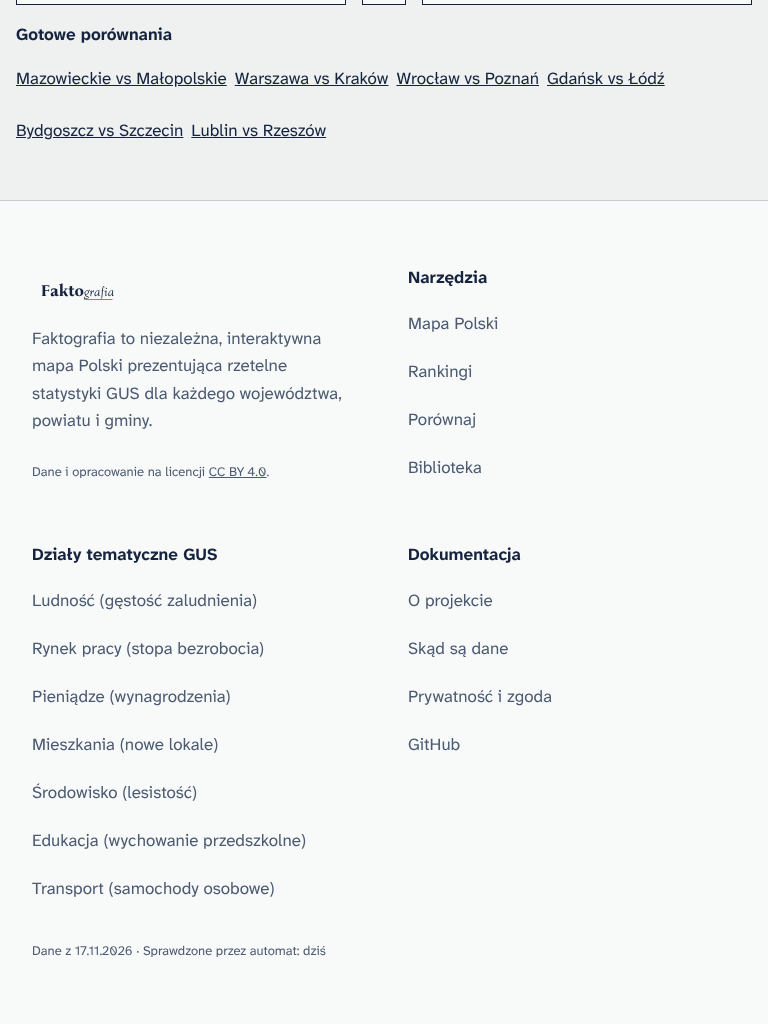 Gotowe porównania
Mazowieckie vs Małopolskie Warszawa vs Kraków Wrocław vs Poznań Gdańsk vs Łódź
Bydgoszcz vs Szczecin Lublin vs Rzeszów
Faktografia
Faktografia to niezależna, interaktywna
mapa Polski prezentująca rzetelne
statystyki GUS dla każdego województwa,
powiatu i gminy.
Dane i opracowanie na licencji CC BY 4.0.
Narzędzia
Mapa Polski
Rankingi
Porównaj
Biblioteka
Działy tematyczne GUS
Ludność (gęstość zaludnienia)
Rynek pracy (stopa bezrobocia)
Pieniądze (wynagrodzenia)
Mieszkania (nowe lokale)
Środowisko (lesistość)
Edukacja (wychowanie przedszkolne)
Transport (samochody osobowe)
Dokumentacja
O projekcie
Skąd są dane
Prywatność i zgoda
GitHub
Dane z 17.11.2026 · Sprawdzone przez automat: dziś